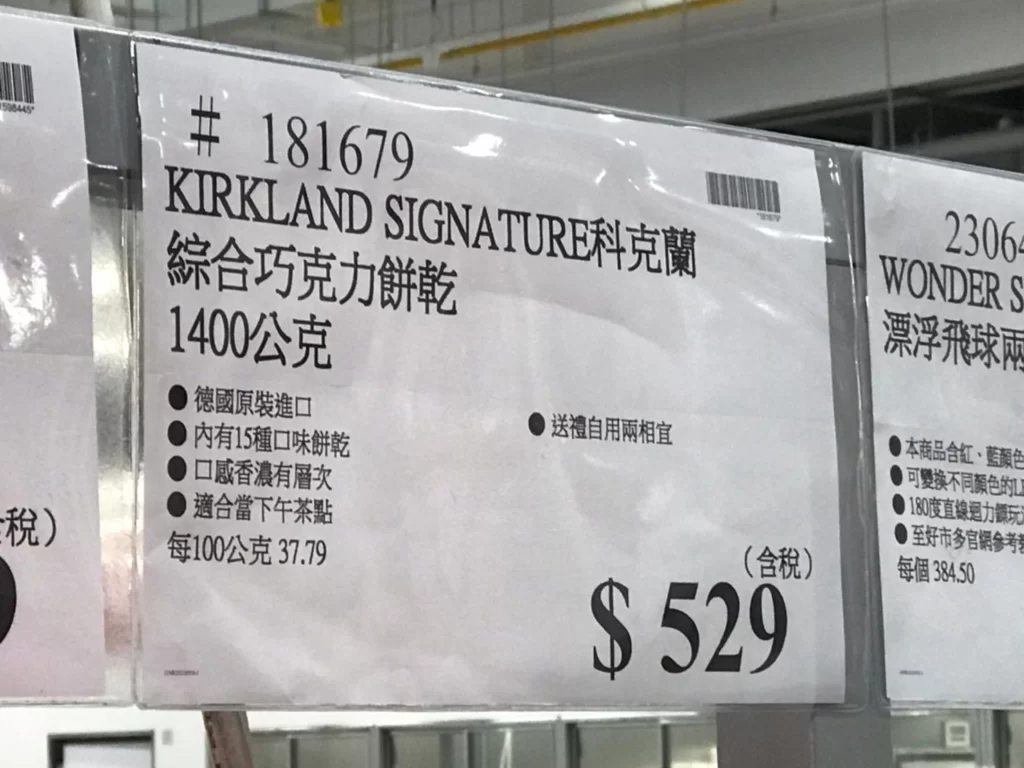 # 181679
KIRKLAND SIGNATURE科克蘭
綜合巧克力餅乾
1400公克
● 德國原裝進口
● 內有15種口味餅乾
● 口感香濃有層次
● 適合當下午茶點
● 送禮自用兩相宜
每100公克 37.79
(含稅)
$ 529
稅)
23064
WONDER S
漂浮飛球兩
● 本商品含紅、藍顏色
● 可變換不同顏色的L
● 180度直線迴力鏢玩
● 至好市多官網參考
每個 384.50